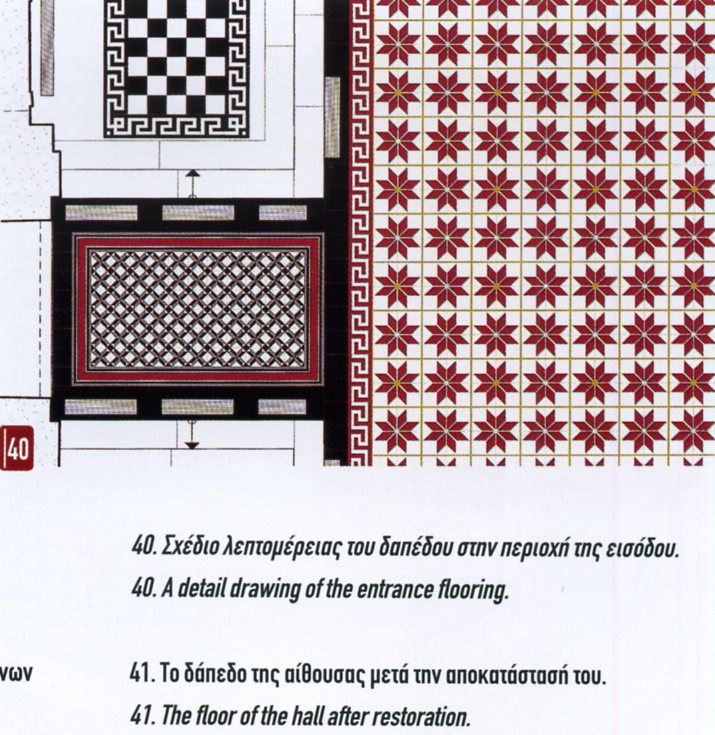 40
40. Σχέδιο λεπτομέρειας του δαπέδου στην περιοχή της εισόδου.
40. A detail drawing of the entrance flooring.
νων
41. Το δάπεδο της αίθουσας μετά την αποκατάστασή του.
41. The floor of the hall after restoration.